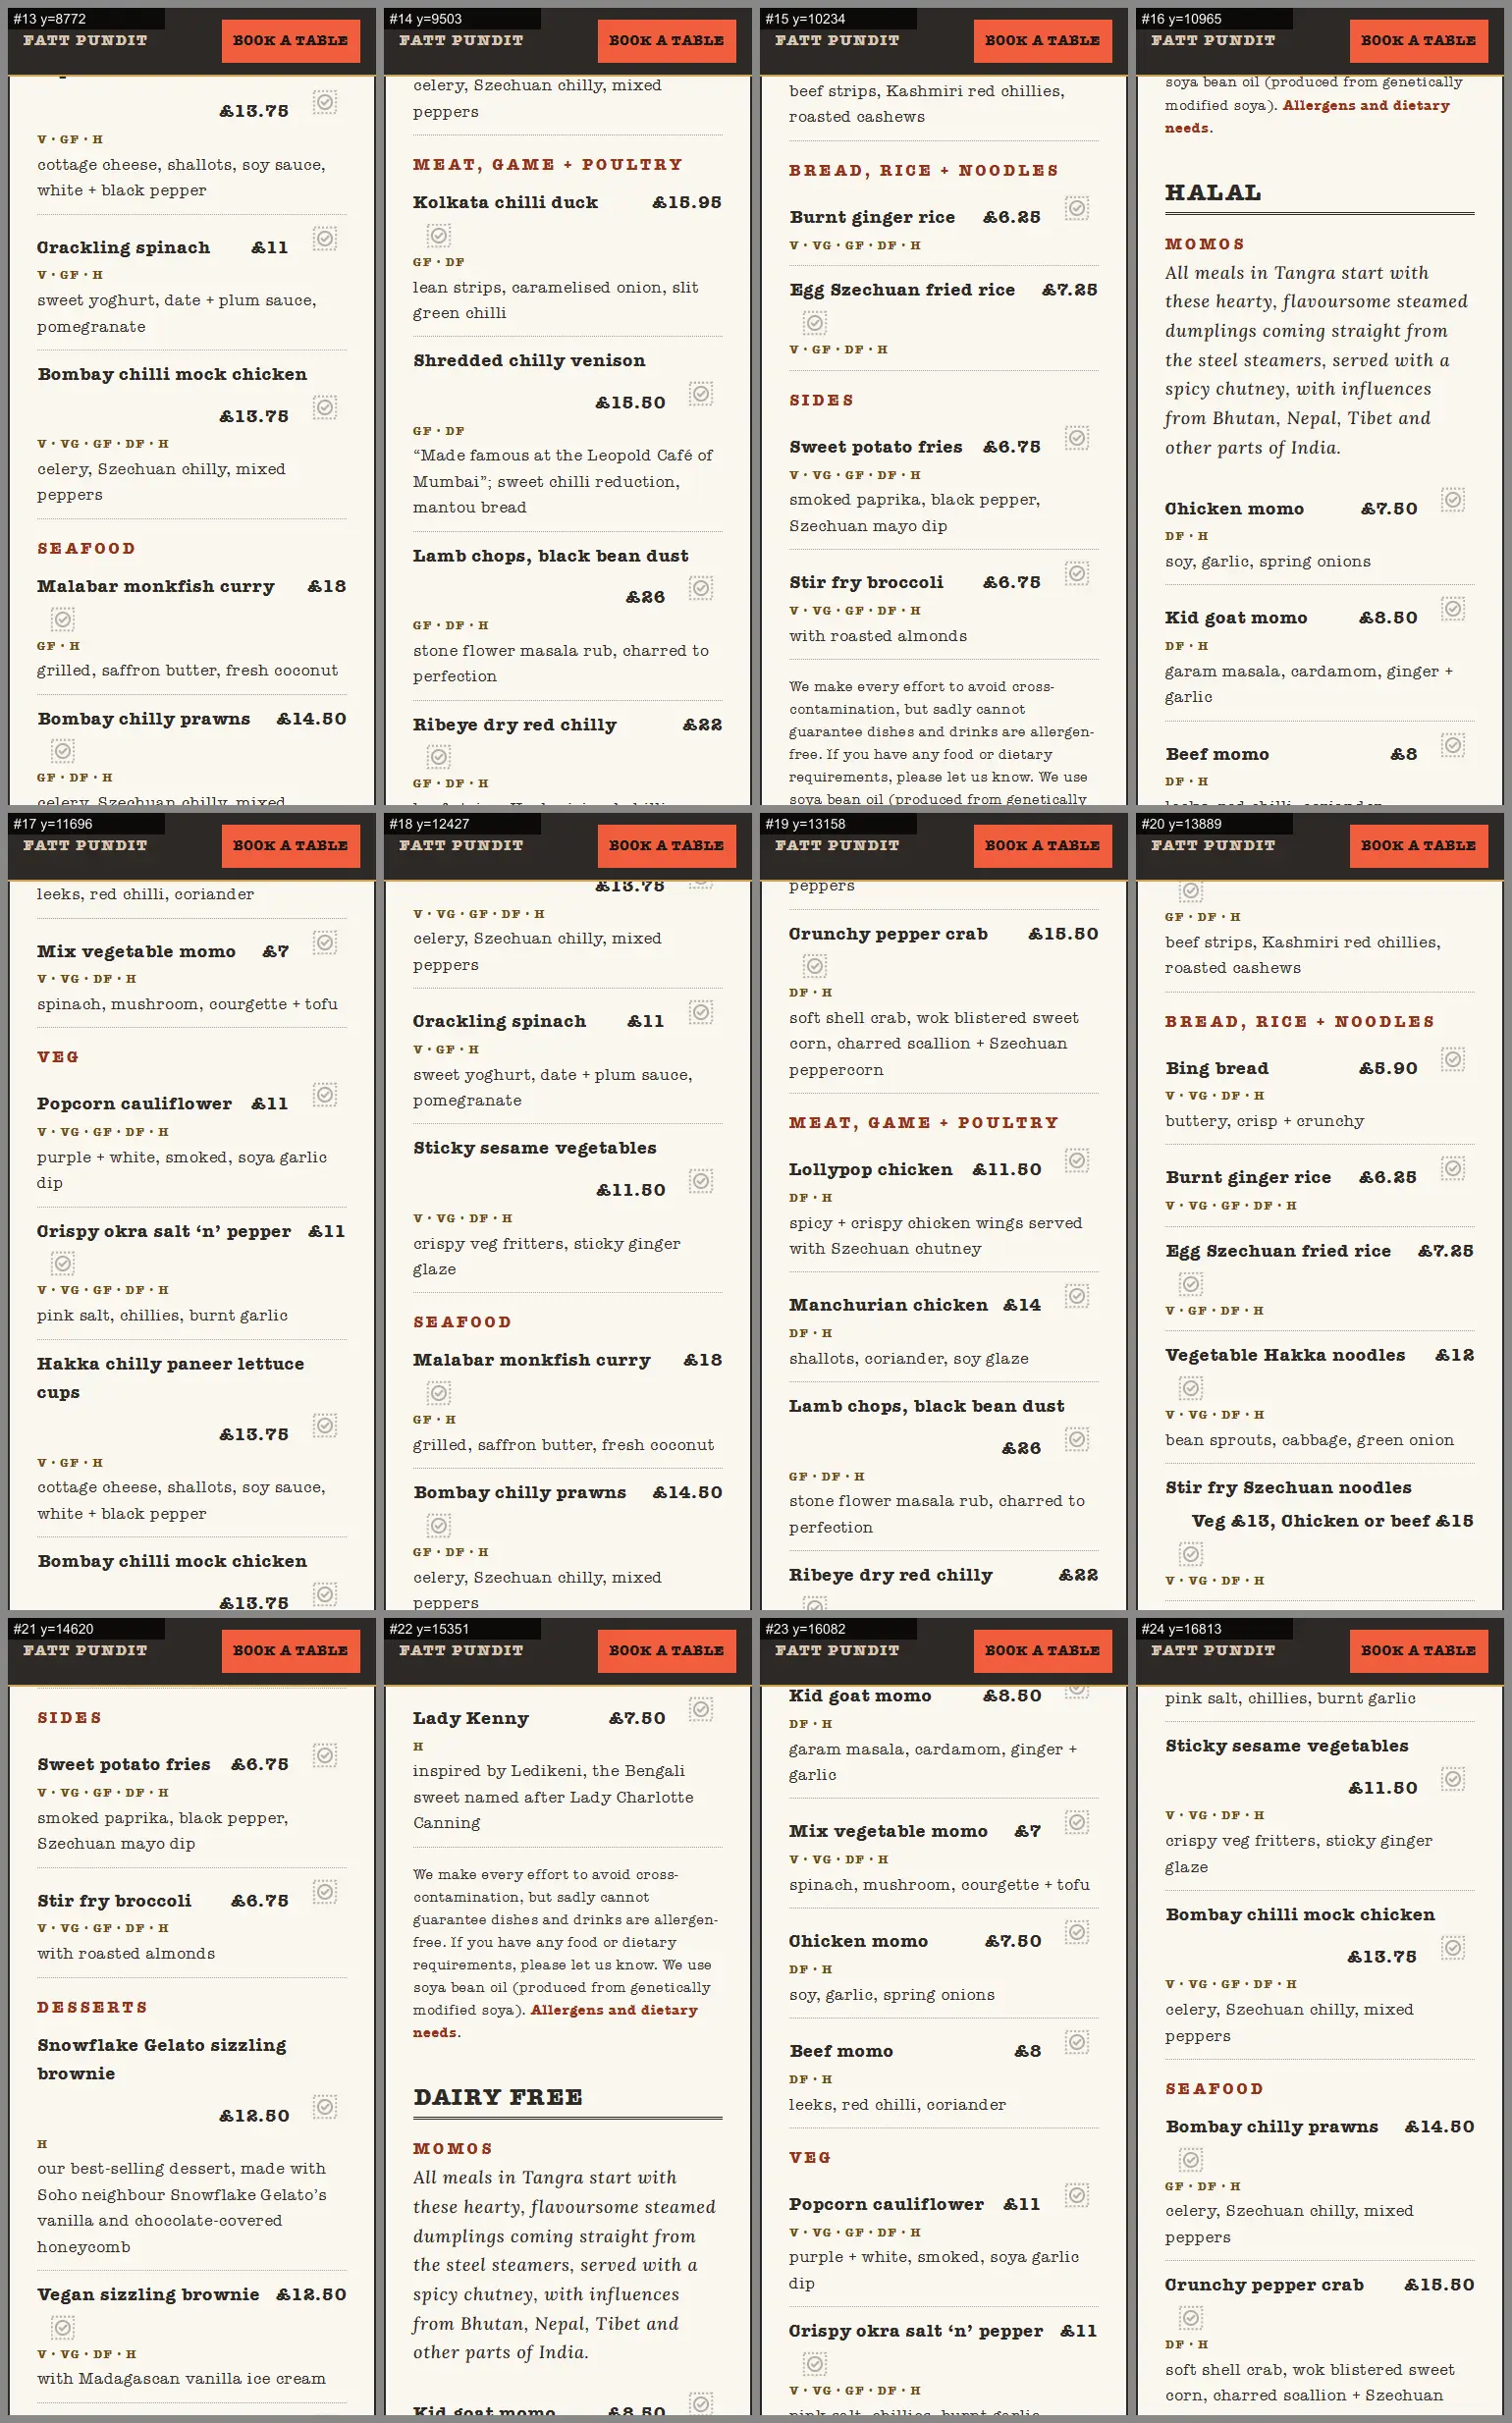 #13 y=8772
FATT PUNDIT
BOOK A TABLE
£13.75
V · GF · H
cottage cheese, shallots, soy sauce,
white + black pepper
Crackling spinach £11
V · GF · H
sweet yoghurt, date + plum sauce,
pomegranate
Bombay chilli mock chicken
£13.75
V · VG · GF · DF · H
celery, Szechuan chilly, mixed
peppers
SEAFOOD
Malabar monkfish curry £18
GF · H
grilled, saffron butter, fresh coconut
Bombay chilly prawns £14.50
GF · DF · H
celery, Szechuan chilly, mixed
#14 y=9503
FATT PUNDIT
BOOK A TABLE
celery, Szechuan chilly, mixed
peppers
MEAT, GAME + POULTRY
Kolkata chilli duck £15.95
GF · DF
lean strips, caramelised onion, slit
green chilli
Shredded chilly venison
£15.50
GF · DF
“Made famous at the Leopold Café of
Mumbai”; sweet chilli reduction,
mantou bread
Lamb chops, black bean dust
£26
GF · DF · H
stone flower masala rub, charred to
perfection
Ribeye dry red chilly £22
GF · DF · H
#15 y=10234
FATT PUNDIT
BOOK A TABLE
beef strips, Kashmiri red chillies,
roasted cashews
BREAD, RICE + NOODLES
Burnt ginger rice £6.25
V · VG · GF · DF · H
Egg Szechuan fried rice £7.25
V · GF · DF · H
SIDES
Sweet potato fries £6.75
V · VG · GF · DF · H
smoked paprika, black pepper,
Szechuan mayo dip
Stir fry broccoli £6.75
V · VG · GF · DF · H
with roasted almonds
We make every effort to avoid cross-
contamination, but sadly cannot
guarantee dishes and drinks are allergen-
free. If you have any food or dietary
requirements, please let us know. We use
soya bean oil (produced from genetically
#16 y=10965
FATT PUNDIT
BOOK A TABLE
soya bean oil (produced from genetically
modified soya). Allergens and dietary
needs.
HALAL
MOMOS
All meals in Tangra start with
these hearty, flavoursome steamed
dumplings coming straight from
the steel steamers, served with a
spicy chutney, with influences
from Bhutan, Nepal, Tibet and
other parts of India.
Chicken momo £7.50
DF · H
soy, garlic, spring onions
Kid goat momo £8.50
DF · H
garam masala, cardamom, ginger +
garlic
Beef momo £8
DF · H
#17 y=11696
FATT PUNDIT
BOOK A TABLE
leeks, red chilli, coriander
Mix vegetable momo £7
V · VG · DF · H
spinach, mushroom, courgette + tofu
VEG
Popcorn cauliflower £11
V · VG · GF · DF · H
purple + white, smoked, soya garlic
dip
Crispy okra salt ‘n’ pepper £11
V · VG · GF · DF · H
pink salt, chillies, burnt garlic
Hakka chilly paneer lettuce
cups
£13.75
V · GF · H
cottage cheese, shallots, soy sauce,
white + black pepper
Bombay chilli mock chicken
£13.75
#18 y=12427
FATT PUNDIT
BOOK A TABLE
£13.75
V · VG · GF · DF · H
celery, Szechuan chilly, mixed
peppers
Crackling spinach £11
V · GF · H
sweet yoghurt, date + plum sauce,
pomegranate
Sticky sesame vegetables
£11.50
V · VG · DF · H
crispy veg fritters, sticky ginger
glaze
SEAFOOD
Malabar monkfish curry £18
GF · H
grilled, saffron butter, fresh coconut
Bombay chilly prawns £14.50
GF · DF · H
celery, Szechuan chilly, mixed
peppers
#19 y=13158
FATT PUNDIT
BOOK A TABLE
peppers
Crunchy pepper crab £15.50
DF · H
soft shell crab, wok blistered sweet
corn, charred scallion + Szechuan
peppercorn
MEAT, GAME + POULTRY
Lollypop chicken £11.50
DF · H
spicy + crispy chicken wings served
with Szechuan chutney
Manchurian chicken £14
DF · H
shallots, coriander, soy glaze
Lamb chops, black bean dust
£26
GF · DF · H
stone flower masala rub, charred to
perfection
Ribeye dry red chilly £22
#20 y=13889
FATT PUNDIT
BOOK A TABLE
GF · DF · H
beef strips, Kashmiri red chillies,
roasted cashews
BREAD, RICE + NOODLES
Bing bread £5.90
V · VG · DF · H
buttery, crisp + crunchy
Burnt ginger rice £6.25
V · VG · GF · DF · H
Egg Szechuan fried rice £7.25
V · GF · DF · H
Vegetable Hakka noodles £12
V · VG · DF · H
bean sprouts, cabbage, green onion
Stir fry Szechuan noodles
Veg £13, Chicken or beef £15
V · VG · DF · H
#21 y=14620
FATT PUNDIT
BOOK A TABLE
SIDES
Sweet potato fries £6.75
V · VG · GF · DF · H
smoked paprika, black pepper,
Szechuan mayo dip
Stir fry broccoli £6.75
V · VG · GF · DF · H
with roasted almonds
DESSERTS
Snowflake Gelato sizzling
brownie
£12.50
H
our best-selling dessert, made with
Soho neighbour Snowflake Gelato’s
vanilla and chocolate-covered
honeycomb
Vegan sizzling brownie £12.50
V · VG · DF · H
with Madagascan vanilla ice cream
#22 y=15351
FATT PUNDIT
BOOK A TABLE
Lady Kenny £7.50
H
inspired by Ledikeni, the Bengali
sweet named after Lady Charlotte
Canning
We make every effort to avoid cross-
contamination, but sadly cannot
guarantee dishes and drinks are allergen-
free. If you have any food or dietary
requirements, please let us know. We use
soya bean oil (produced from genetically
modified soya). Allergens and dietary
needs.
DAIRY FREE
MOMOS
All meals in Tangra start with
these hearty, flavoursome steamed
dumplings coming straight from
the steel steamers, served with a
spicy chutney, with influences
from Bhutan, Nepal, Tibet and
other parts of India.
Kid goat momo £8.50
#23 y=16082
FATT PUNDIT
BOOK A TABLE
Kid goat momo £8.50
DF · H
garam masala, cardamom, ginger +
garlic
Mix vegetable momo £7
V · VG · DF · H
spinach, mushroom, courgette + tofu
Chicken momo £7.50
DF · H
soy, garlic, spring onions
Beef momo £8
DF · H
leeks, red chilli, coriander
VEG
Popcorn cauliflower £11
V · VG · GF · DF · H
purple + white, smoked, soya garlic
dip
Crispy okra salt ‘n’ pepper £11
V · VG · GF · DF · H
pink salt, chillies, burnt garlic
#24 y=16813
FATT PUNDIT
BOOK A TABLE
pink salt, chillies, burnt garlic
Sticky sesame vegetables
£11.50
V · VG · DF · H
crispy veg fritters, sticky ginger
glaze
Bombay chilli mock chicken
£13.75
V · VG · GF · DF · H
celery, Szechuan chilly, mixed
peppers
SEAFOOD
Bombay chilly prawns £14.50
GF · DF · H
celery, Szechuan chilly, mixed
peppers
Crunchy pepper crab £15.50
DF · H
soft shell crab, wok blistered sweet
corn, charred scallion + Szechuan